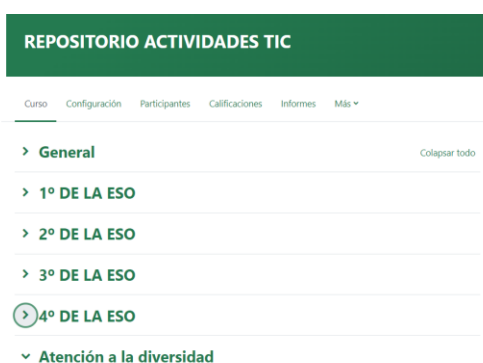 REPOSITORIO ACTIVIDADES TIC
Curso Configuración Participantes Calificaciones Informes Más
General Colapsar todo
1º DE LA ESO
2º DE LA ESO
3º DE LA ESO
4º DE LA ESO
Atención a la diversidad